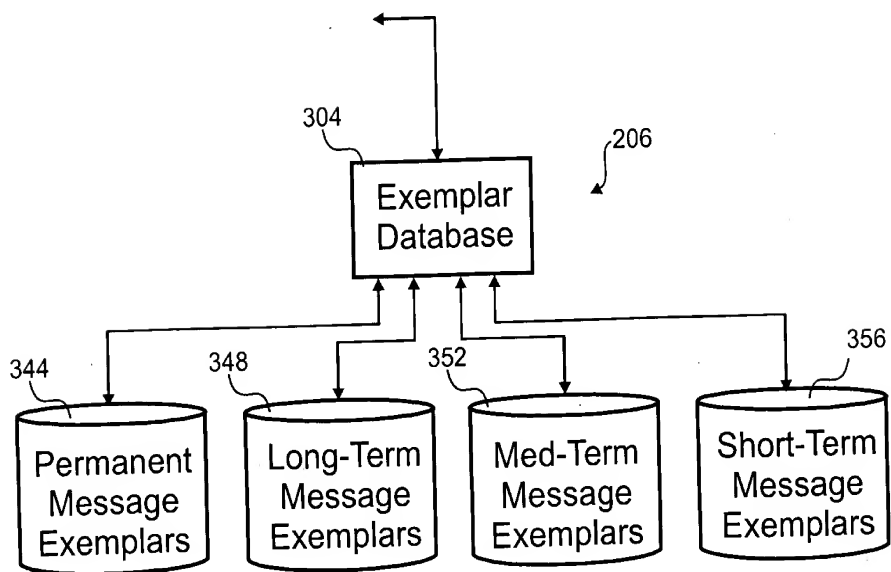 304
206
Exemplar
Database
344
348
352
356
Permanent
Message
Exemplars
Long-Term
Message
Exemplars
Med-Term
Message
Exemplars
Short-Term
Message
Exemplars